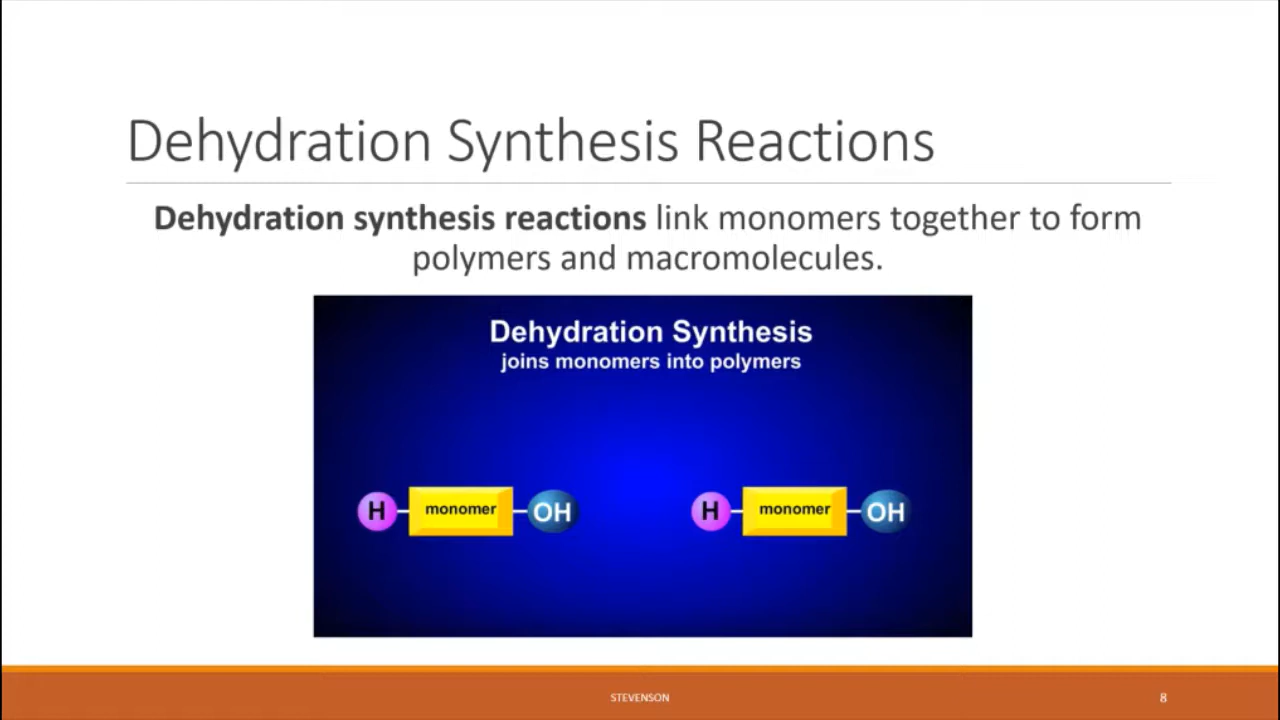 Dehydration Synthesis Reactions
Dehydration synthesis reactions link monomers together to form
polymers and macromolecules.
Dehydration Synthesis
joins monomers into polymers
H monomer OH H monomer OH
STEVENSON 8